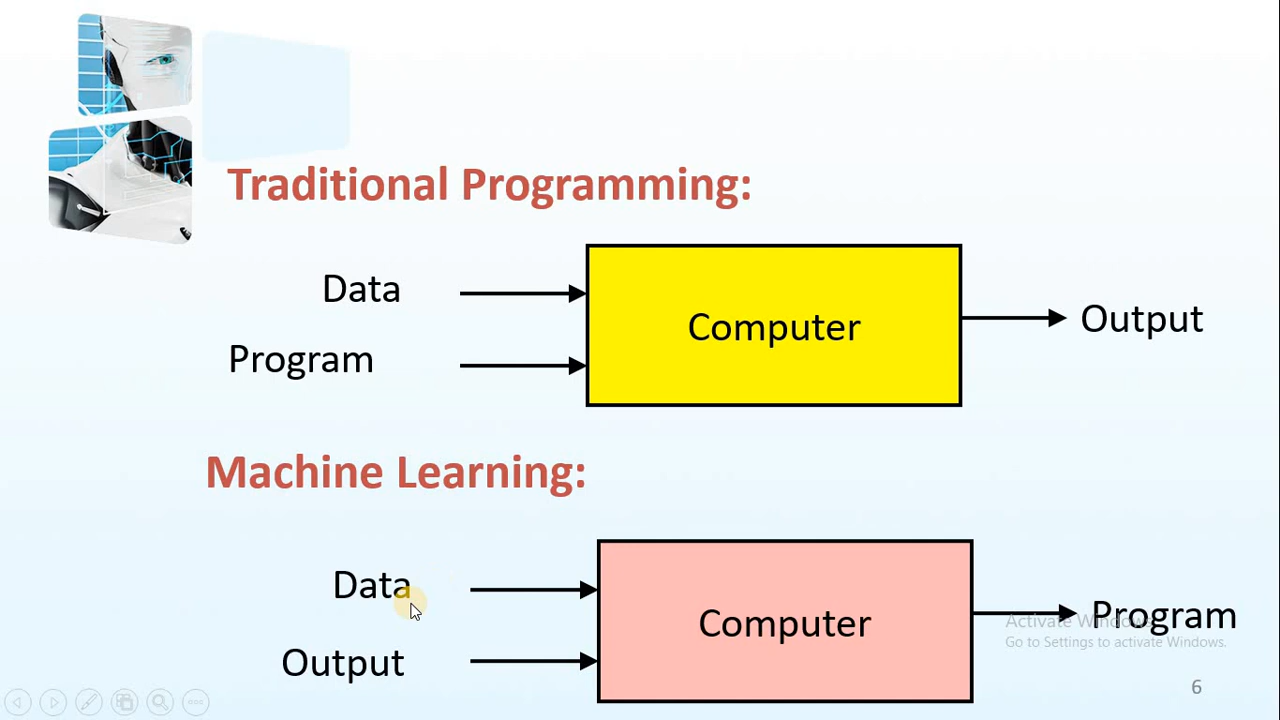 Traditional Programming:
Data
Program
Computer
Output
Machine Learning:
Data
Output
Computer
Program
Activate Windows
Go to Settings to activate Windows.
6